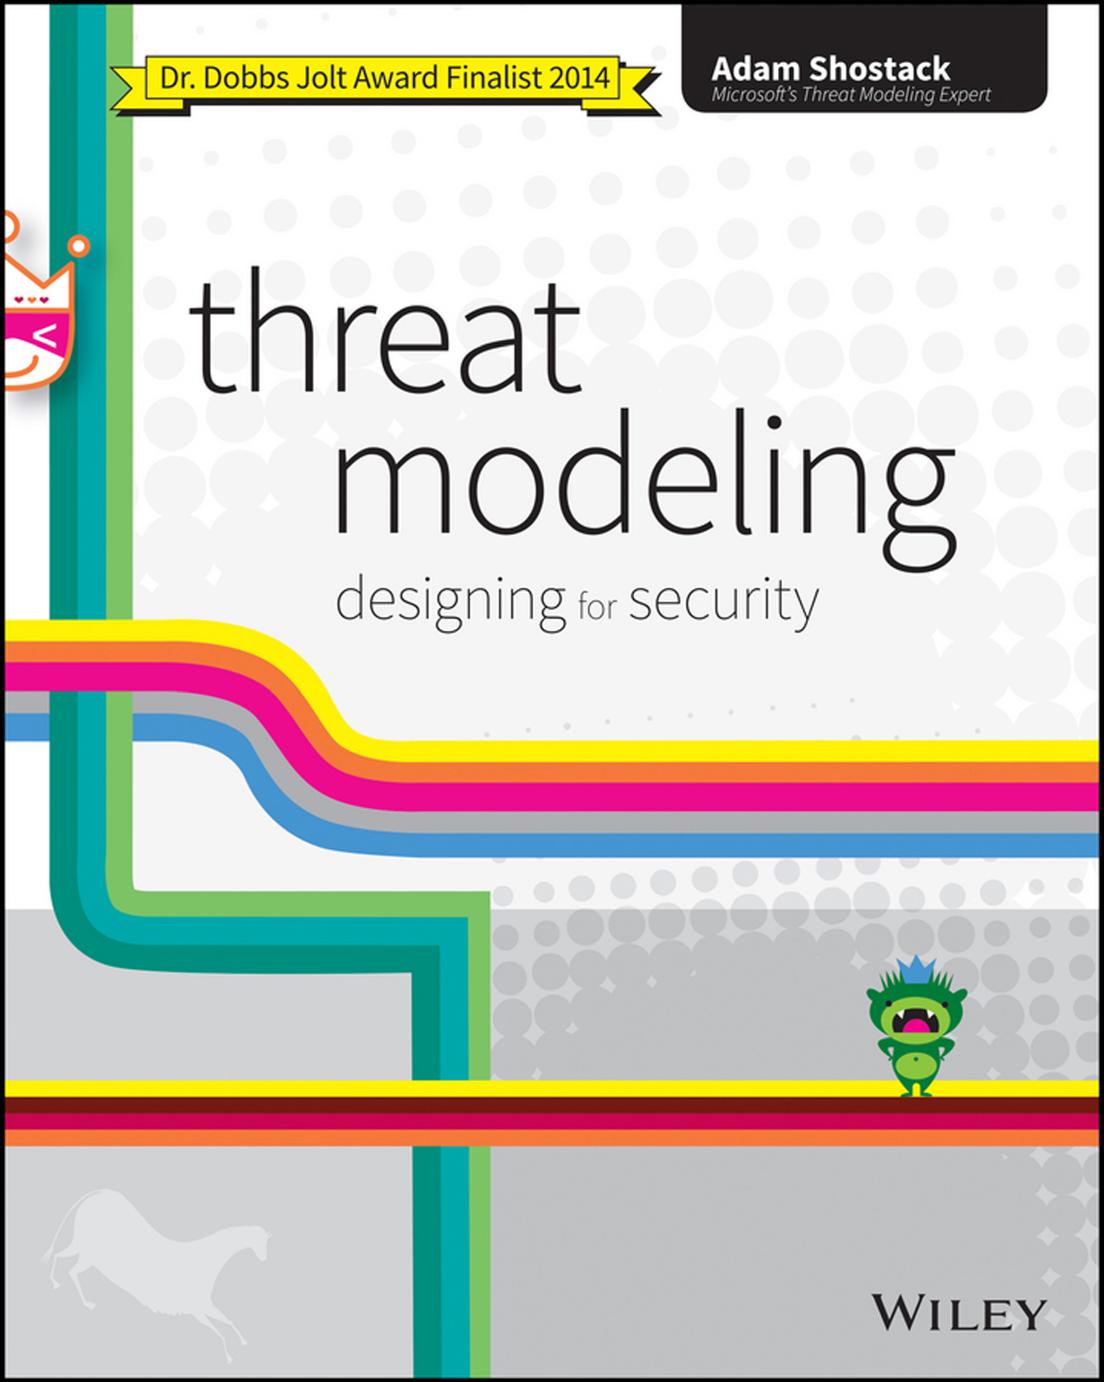 Dr. Dobbs Jolt Award Finalist 2014
Adam Shostack
Microsoft's Threat Modeling Expert
threat
modeling
designing for security
WILEY